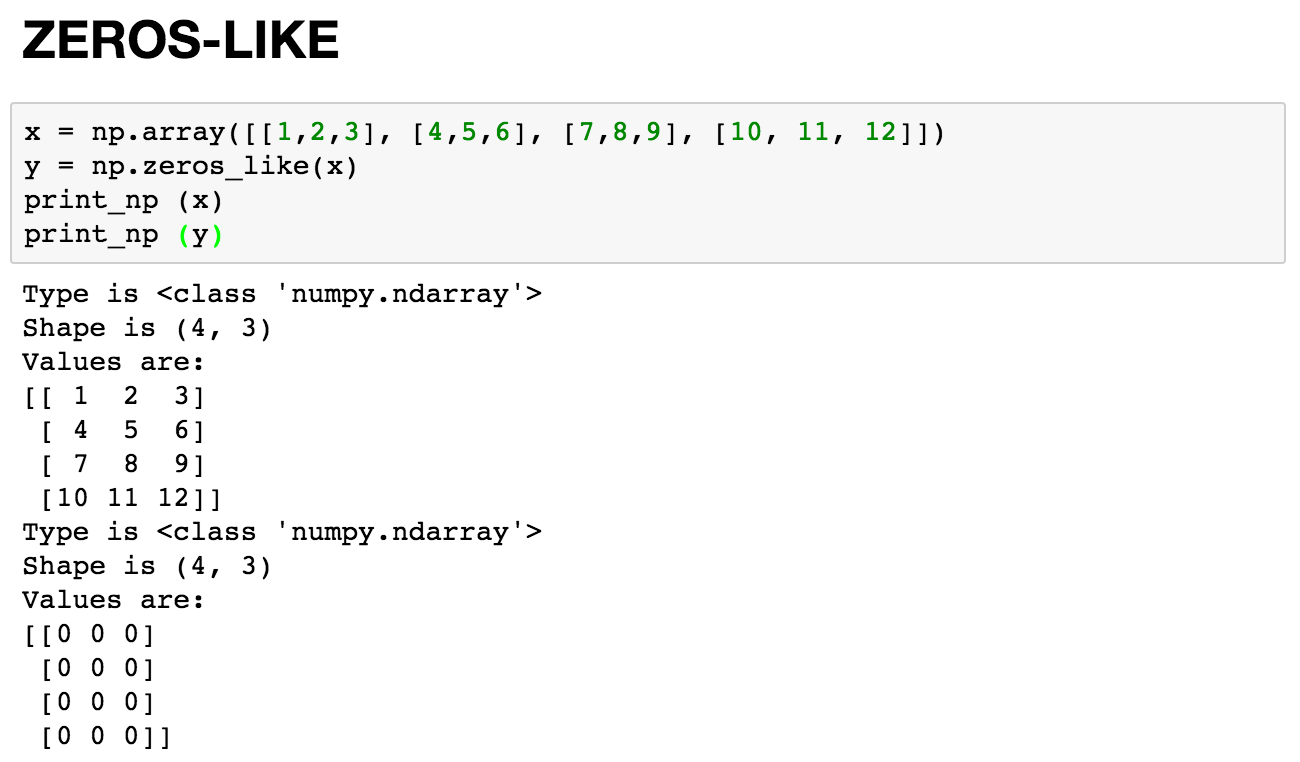 ZEROS-LIKE
x = np.array([[1,2,3], [4,5,6], [7,8,9], [10, 11, 12]])
y = np.zeros_like(x)
print_np (x)
print_np (y)
Type is <class 'numpy.ndarray'>
Shape is (4, 3)
Values are:
[[ 1  2  3]
 [ 4  5  6]
 [ 7  8  9]
 [10 11 12]]
Type is <class 'numpy.ndarray'>
Shape is (4, 3)
Values are:
[[0 0 0]
 [0 0 0]
 [0 0 0]
 [0 0 0]]